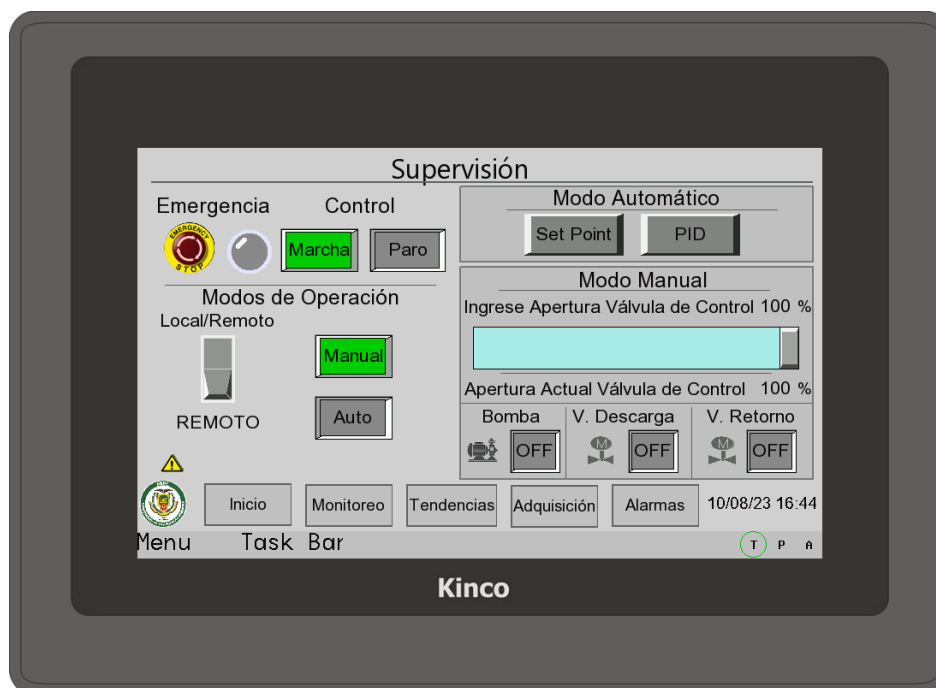 Supervisión
Emergencia
Control
EMERGENCY
STOP
Marcha
Paro
Modos de Operación
Local/Remoto
Manual
REMOTO
Auto
Modo Automático
Set Point
PID
Modo Manual
Ingrese Apertura Válvula de Control 100 %
Apertura Actual Válvula de Control 100 %
Bomba
V. Descarga
V. Retorno
OFF
M
OFF
M
OFF
Inicio
Monitoreo
Tendencias
Adquisición
Alarmas
10/08/23 16:44
Menu Task Bar
T P A
Kinco